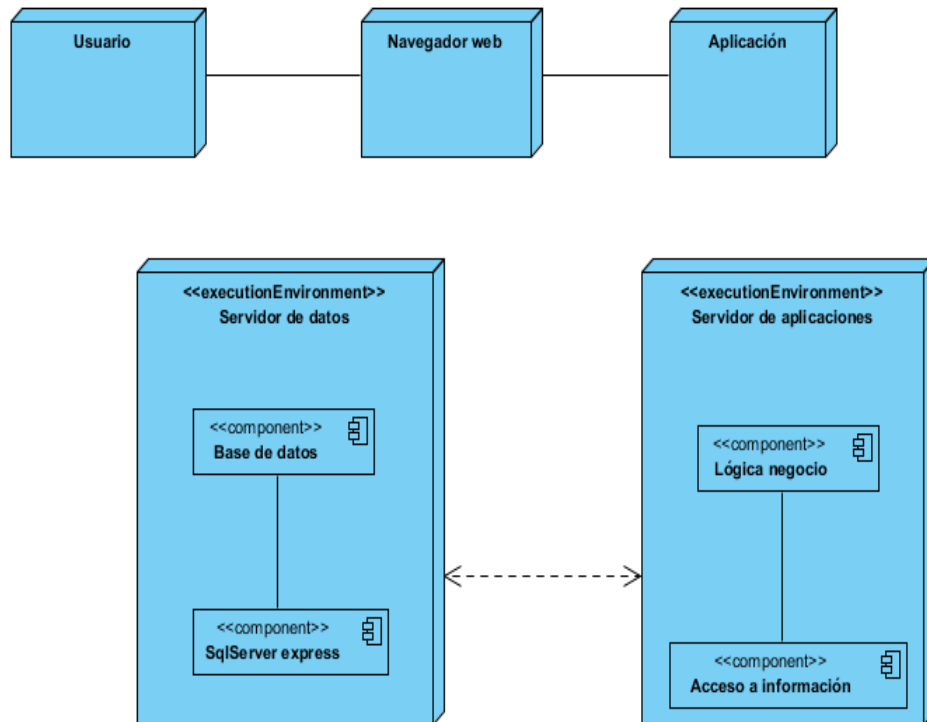 Usuario
Navegador web
Aplicación
<<executionEnvironment>>
Servidor de datos
<<component>>
Base de datos
<<component>>
SqlServer express
<<executionEnvironment>>
Servidor de aplicaciones
<<component>>
Lógica negocio
<<component>>
Acceso a información